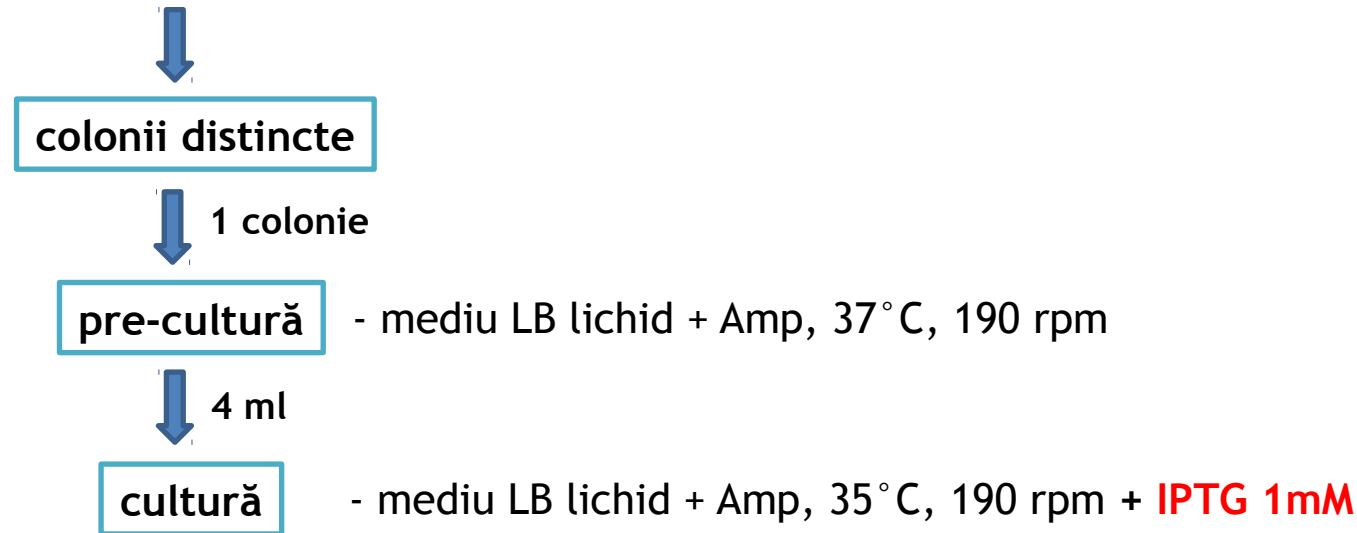 colonii distincte
1 colonie
pre-cultură - mediu LB lichid + Amp, 37°C, 190 rpm
4 ml
cultură - mediu LB lichid + Amp, 35°C, 190 rpm + IPTG 1mM